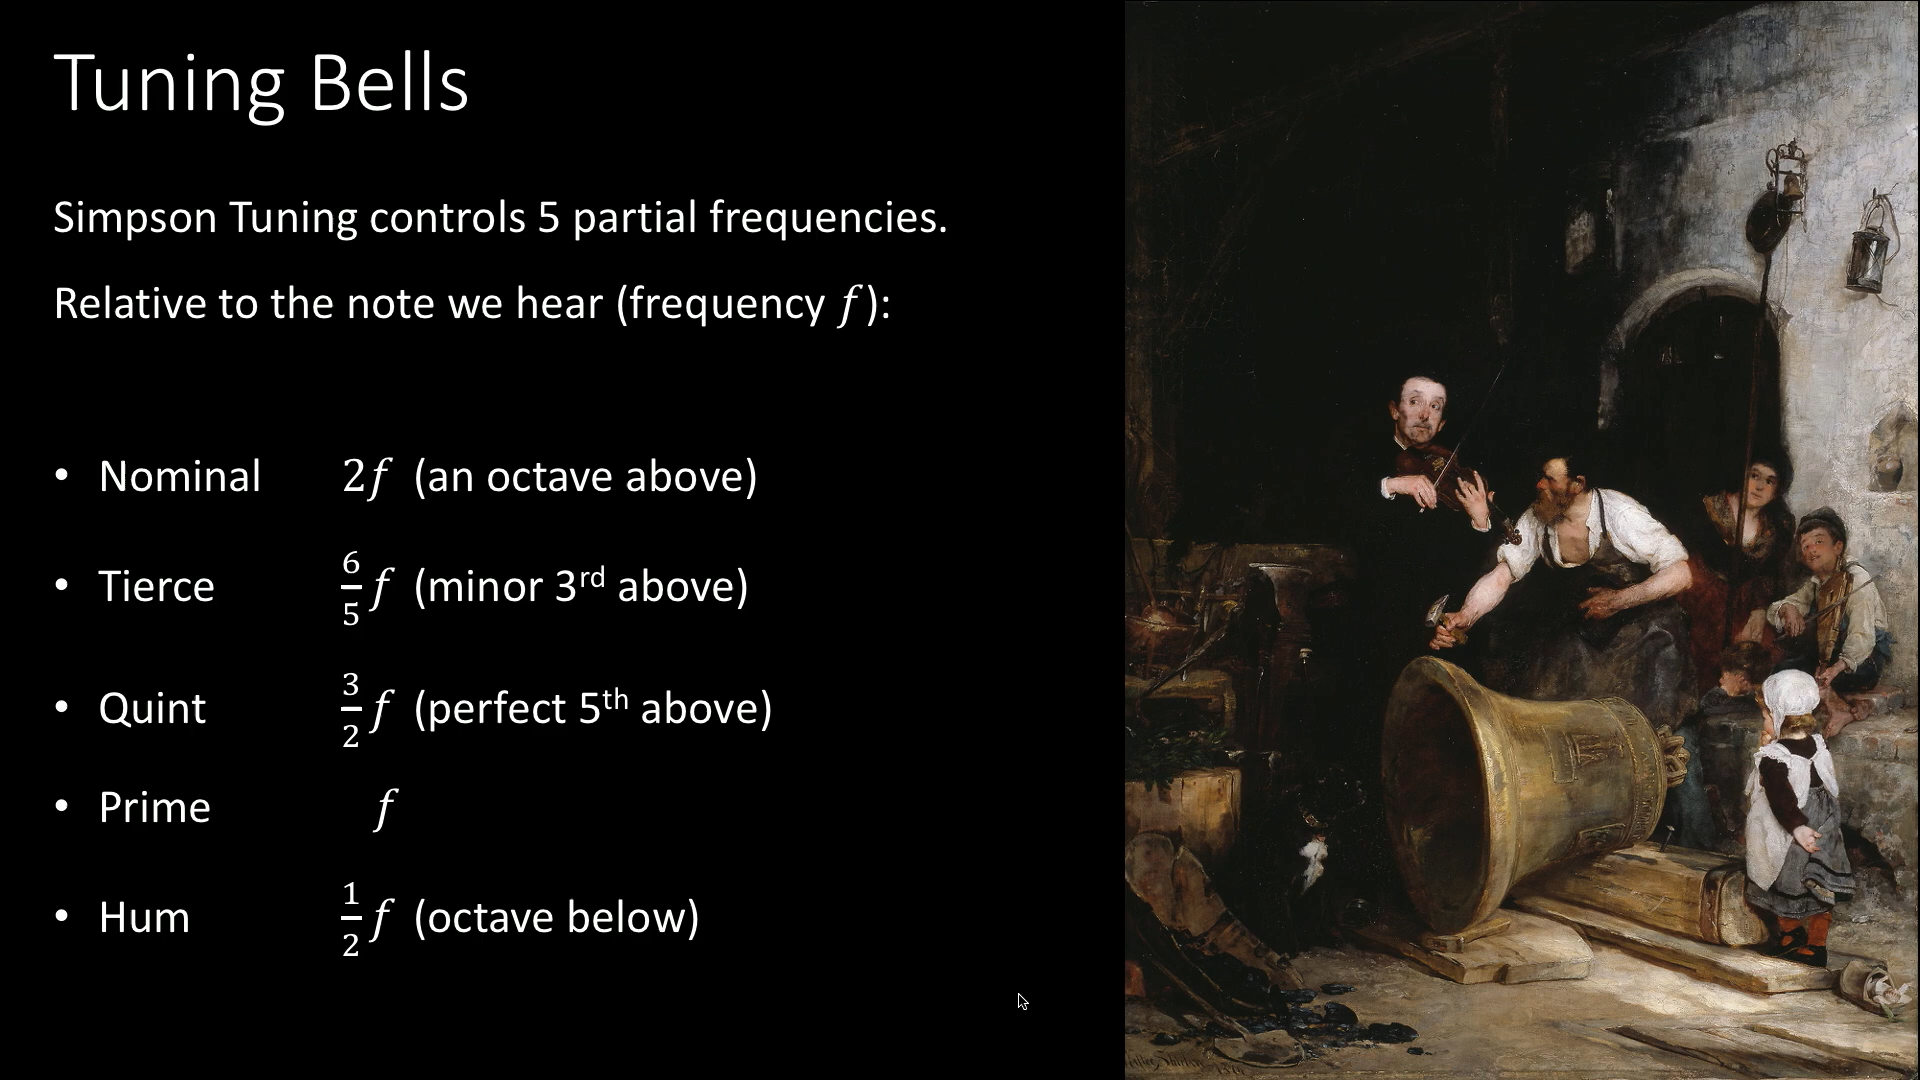 Tuning Bells
Simpson Tuning controls 5 partial frequencies.
Relative to the note we hear (frequency 𝑓):
• Nominal 2𝑓 (an octave above)
• Tierce 6/5 𝑓 (minor 3rd above)
• Quint 3/2 𝑓 (perfect 5th above)
• Prime 𝑓
• Hum 1/2 𝑓 (octave below)